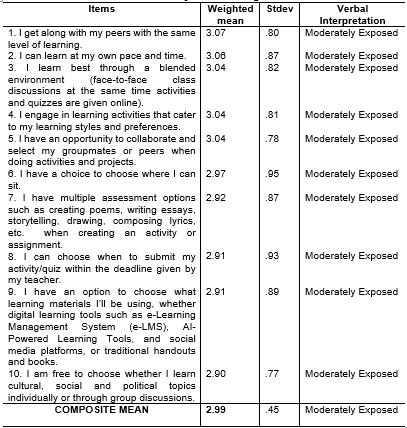 Items Weighted mean Stdev Verbal Interpretation
1. I get along with my peers with the same 3.07 .80 Moderately Exposed
level of learning.
2. I can learn at my own pace and time. 3.06 .87 Moderately Exposed
3. I learn best through a blended 3.04 .82 Moderately Exposed
environment (face-to-face class
discussions at the same time activities
and quizzes are given online).
4. I engage in learning activities that cater 3.04 .81 Moderately Exposed
to my learning styles and preferences.
5. I have an opportunity to collaborate and 3.04 .78 Moderately Exposed
select my groupmates or peers when
doing activities and projects.
6. I have a choice to choose where I can 2.97 .95 Moderately Exposed
sit.
7. I have multiple assessment options 2.92 .87 Moderately Exposed
such as creating poems, writing essays,
storytelling, drawing, composing lyrics,
etc. when creating an activity or
assignment.
8. I can choose when to submit my 2.91 .93 Moderately Exposed
activity/quiz within the deadline given by
my teacher.
9. I have an option to choose what 2.91 .89 Moderately Exposed
learning materials I'll be using, whether
digital learning tools such as e-Learning
Management System (e-LMS), AI-
Powered Learning Tools, and social
media platforms, or traditional handouts
and books.
10. I am free to choose whether I learn 2.90 .77 Moderately Exposed
cultural, social and political topics
individually or through group discussions.
COMPOSITE MEAN 2.99 .45 Moderately Exposed